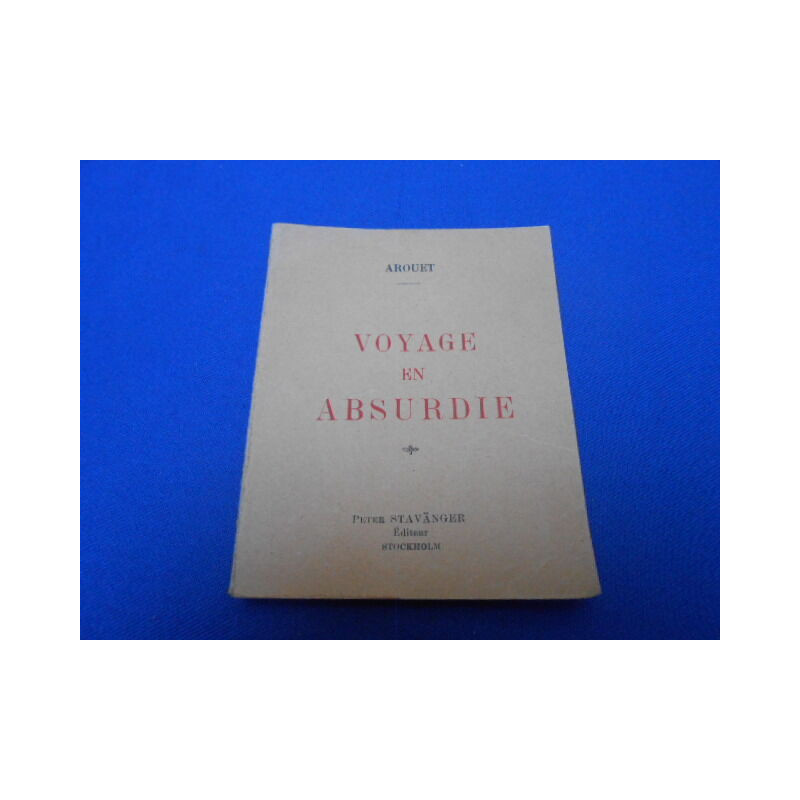 AROUET
VOYAGE
EN
ABSURDIE
PETER STAVÄNGER
Éditeur
STOCKHOLM